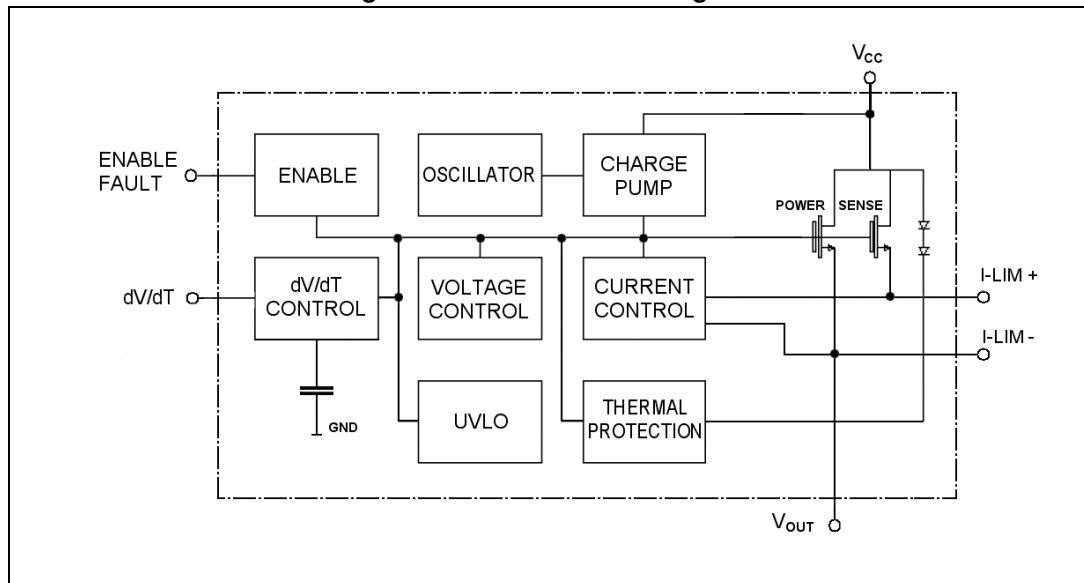 VCC
ENABLE
FAULT
ENABLE
OSCILLATOR
CHARGE
PUMP
POWER
SENSE
dV/dT
dV/dT
CONTROL
VOLTAGE
CONTROL
CURRENT
CONTROL
I-LIM +
I-LIM -
GND
UVLO
THERMAL
PROTECTION
VOUT